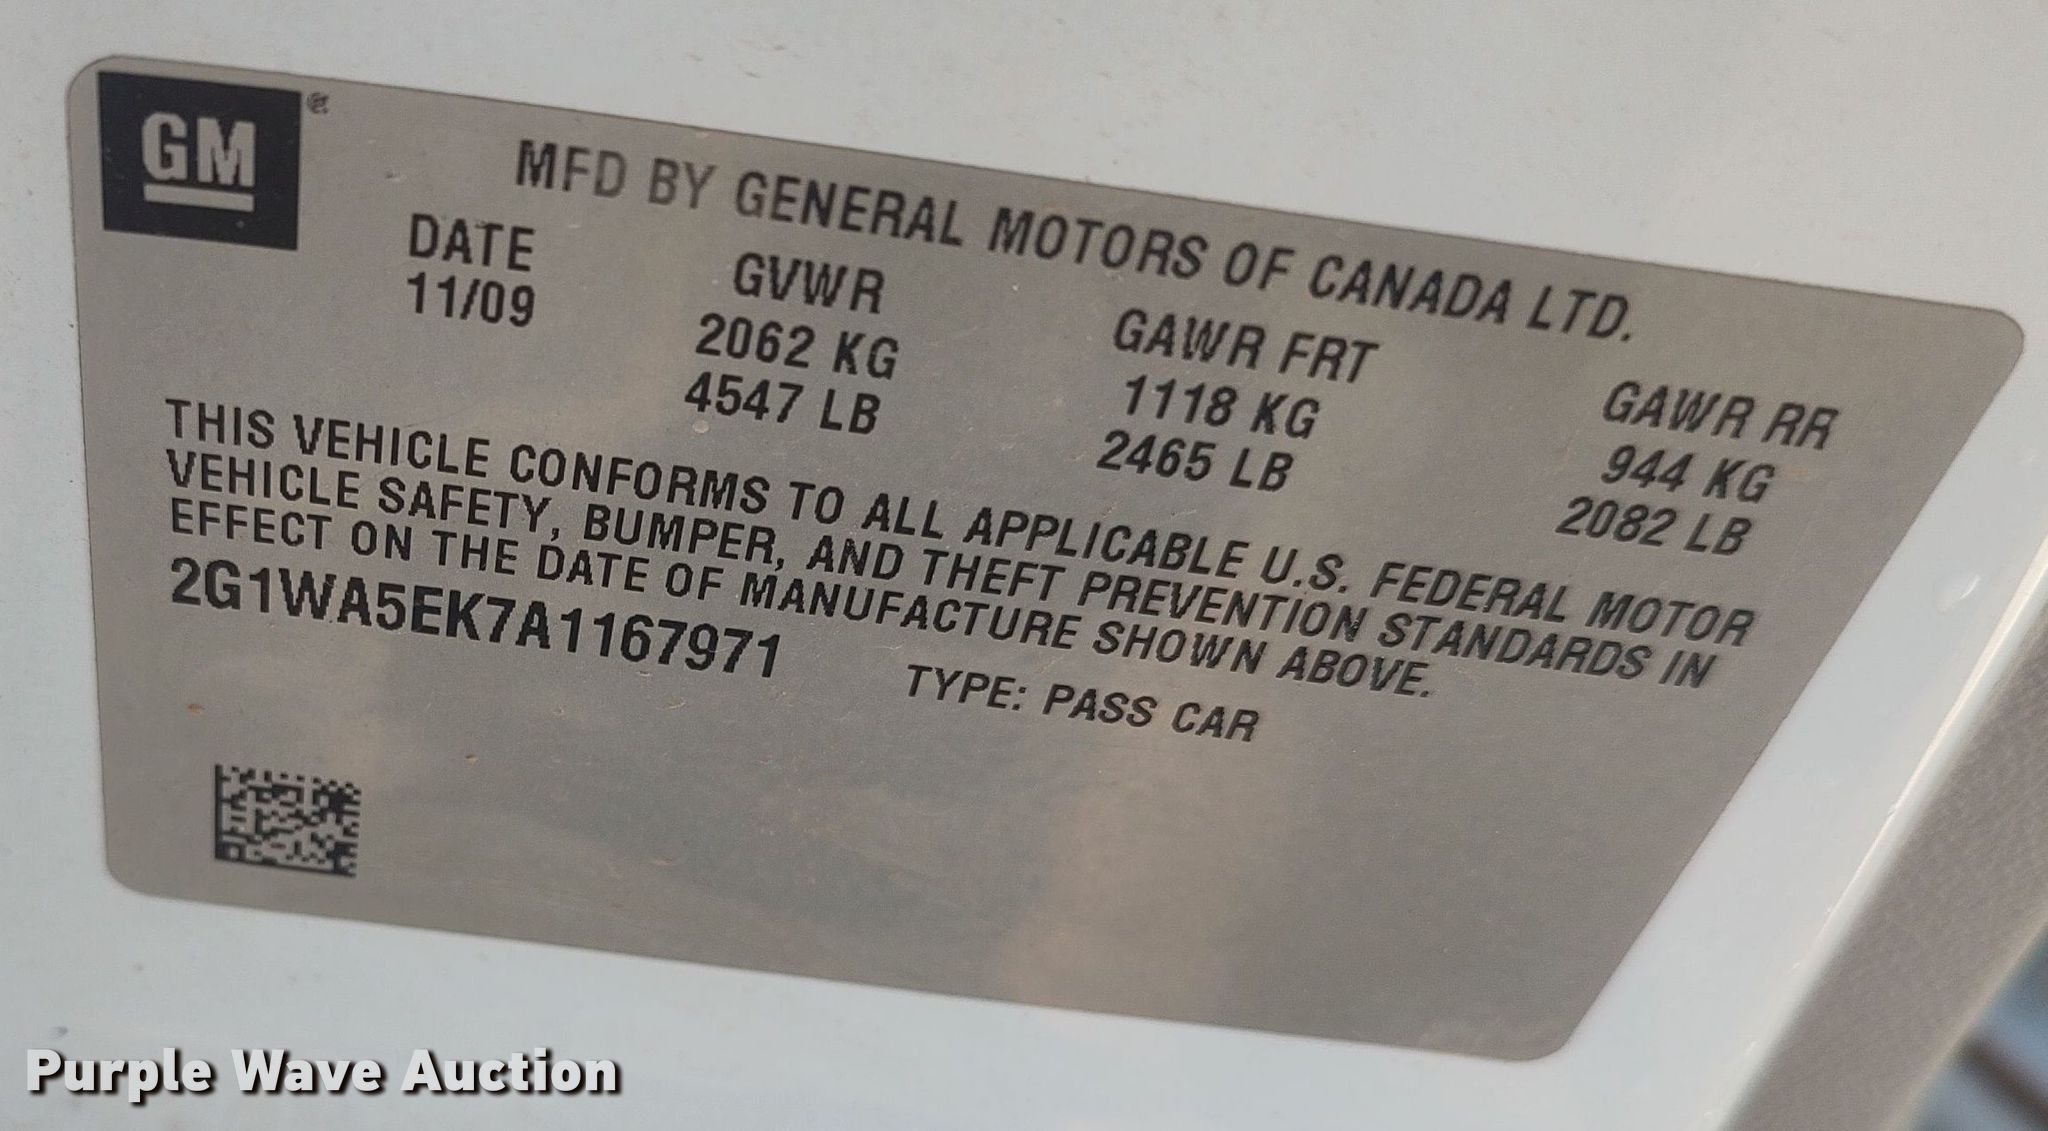 GM®
MFD BY GENERAL MOTORS OF CANADA LTD.
DATE GVWR GAWR FRT GAWR RR
11/09 2062 KG 1118 KG 944 KG
4547 LB 2465 LB 2082 LB
THIS VEHICLE CONFORMS TO ALL APPLICABLE U.S. FEDERAL MOTOR
VEHICLE SAFETY, BUMPER, AND THEFT PREVENTION STANDARDS IN
EFFECT ON THE DATE OF MANUFACTURE SHOWN ABOVE.
2G1WA5EK7A1167971 TYPE: PASS CAR
Purple Wave Auction